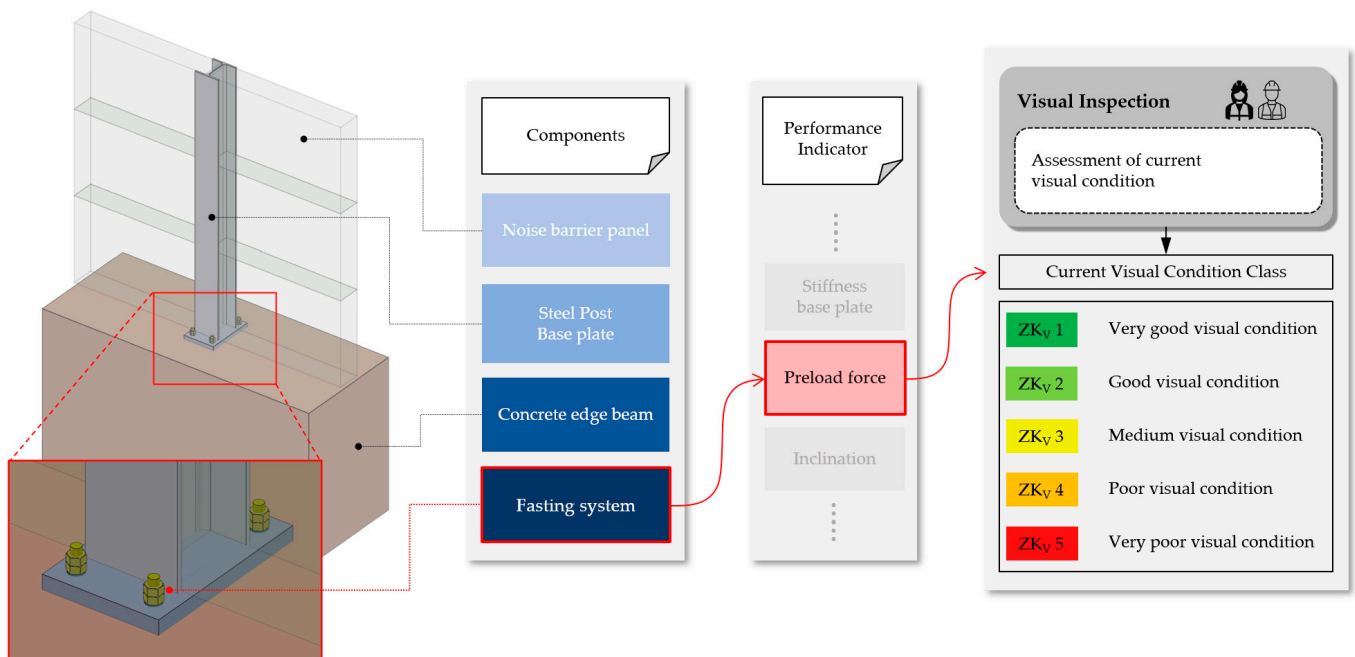 Components
Noise barrier panel
Steel Post
Base plate
Concrete edge beam
Fasting system
Performance
Indicator
Stiffness
base plate
Preload force
Inclination
Visual Inspection
Assessment of current
visual condition
Current Visual Condition Class
ZKV 1 Very good visual condition
ZKV 2 Good visual condition
ZKV 3 Medium visual condition
ZKV 4 Poor visual condition
ZKV 5 Very poor visual condition